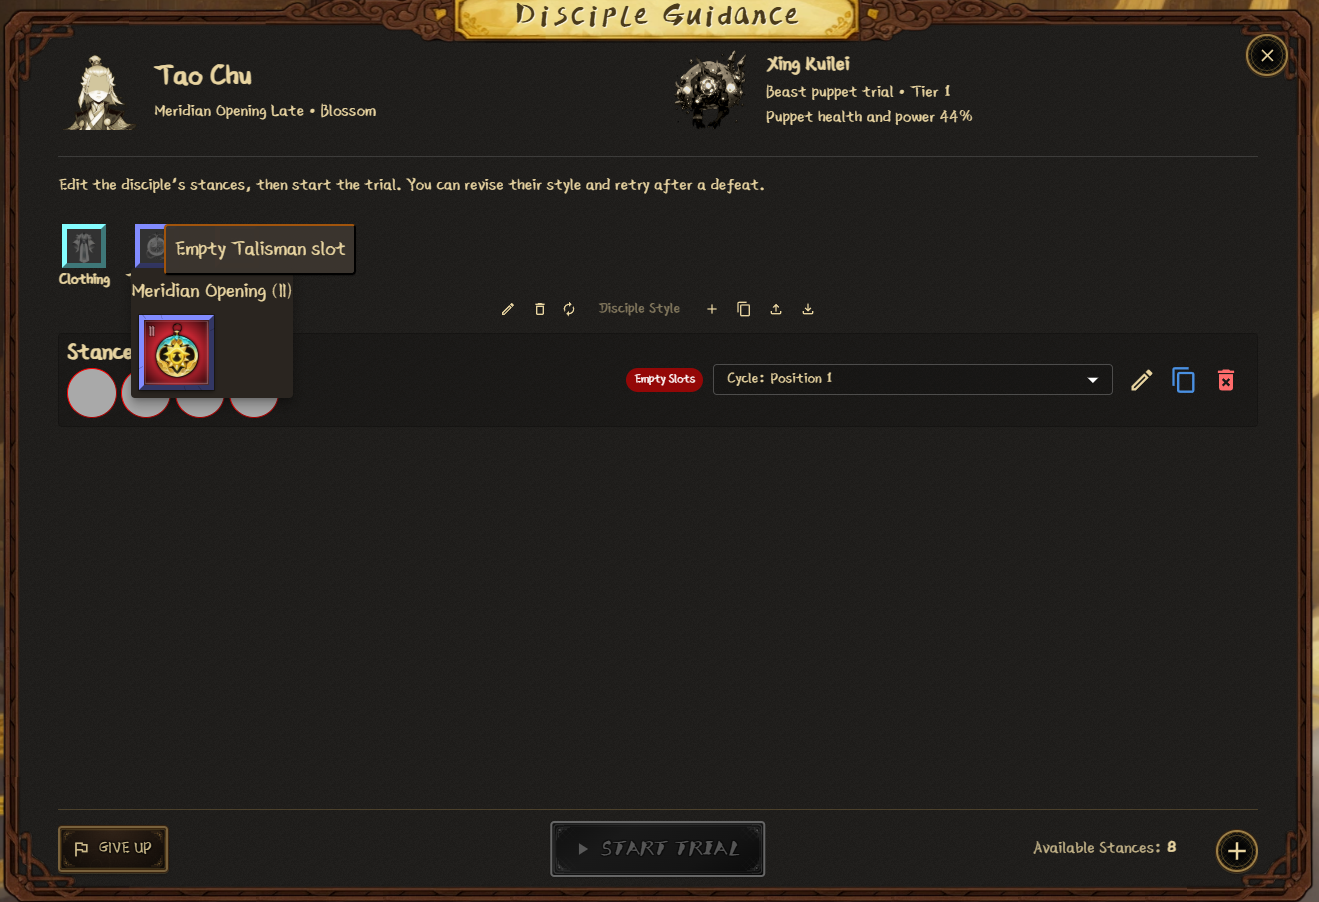 Disciple Guidance
Tao Chu
Meridian Opening Late • Blossom
Xing Kuilei
Beast puppet trial • Tier 1
Puppet health and power 44%
Edit the disciple's stances, then start the trial. You can revise their style and retry after a defeat.
Empty Talisman slot
Clothing
Meridian Opening (11)
11
Disciple Style
Stance
Empty Slots
Cycle: Position 1
GIVE UP
START TRIAL
Available Stances: 8